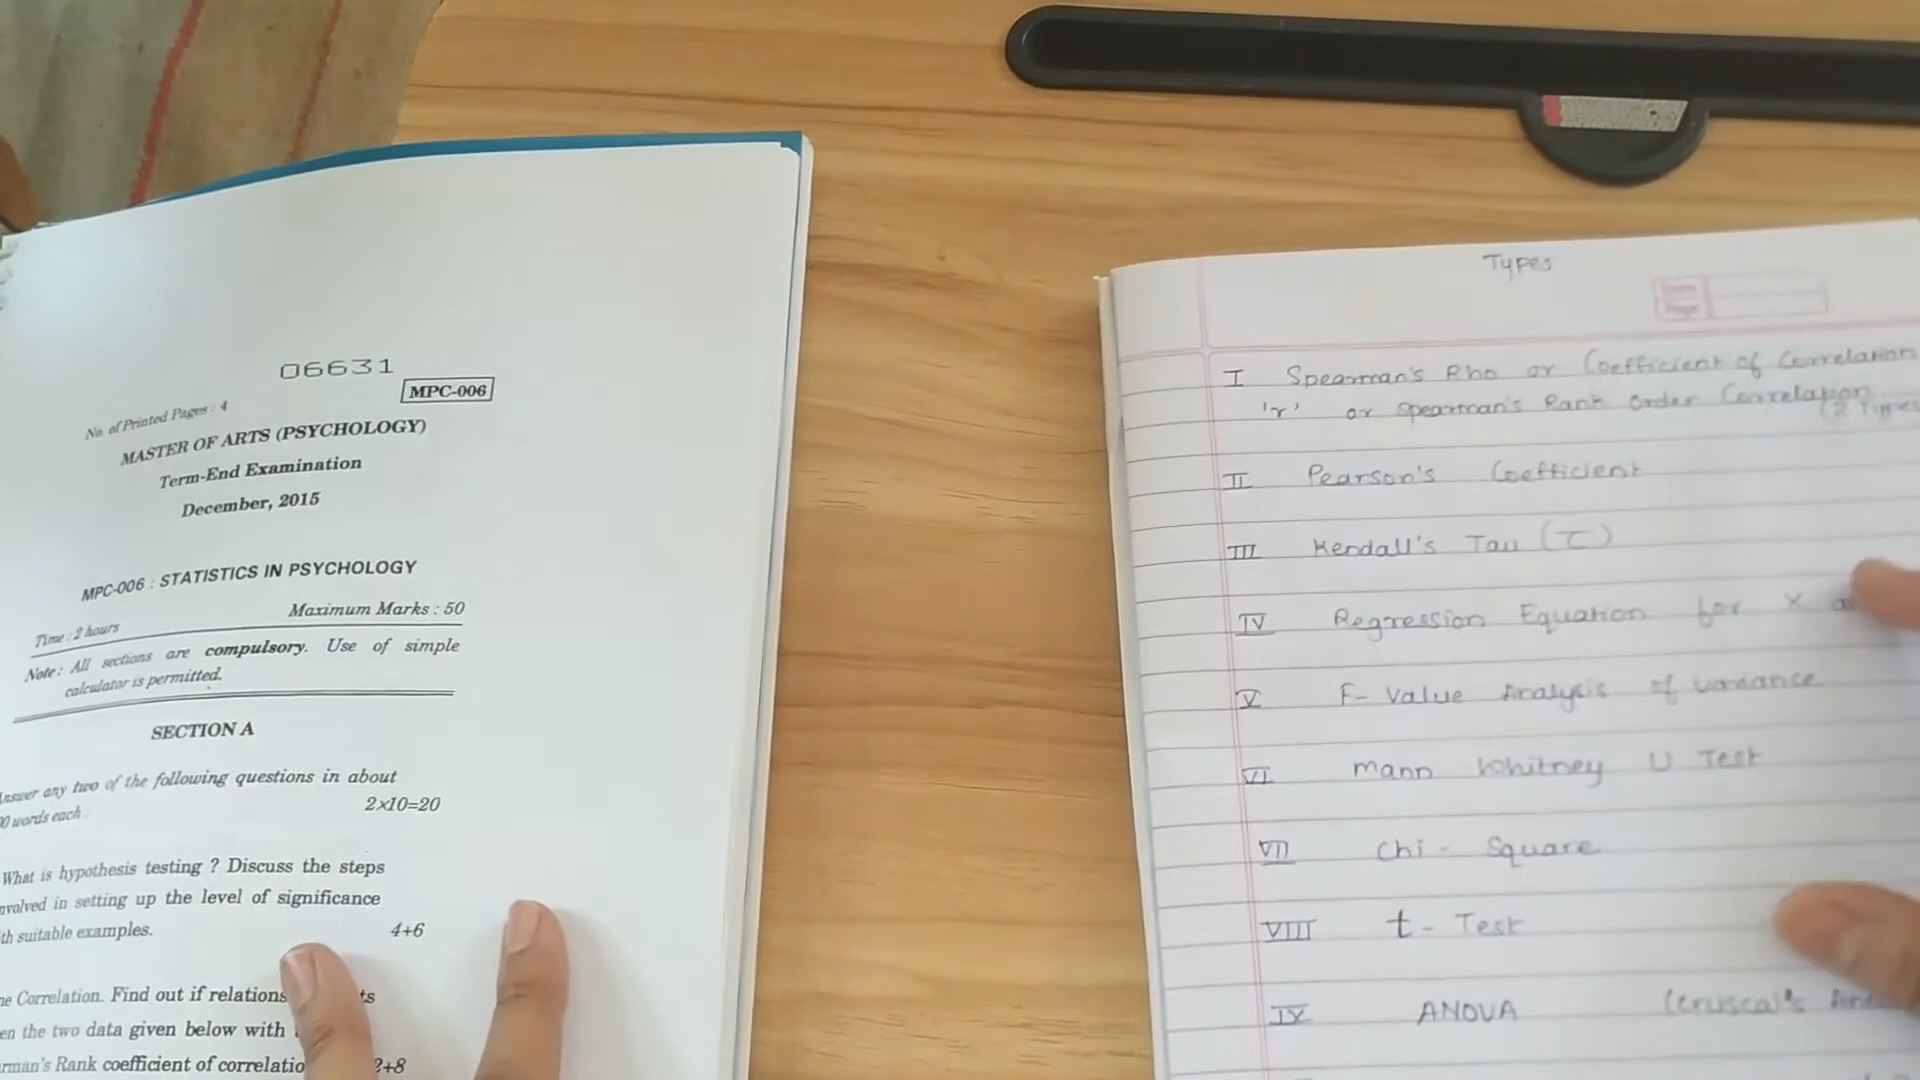 06631
No. of Printed Pages : 4
MPC-006
MASTER OF ARTS (PSYCHOLOGY)
Term-End Examination
December, 2015
MPC-006 : STATISTICS IN PSYCHOLOGY
Time : 2 hours
Maximum Marks : 50
Note : All sections are compulsory. Use of simple
calculator is permitted.
SECTION A
any two of the following questions in about
words each.
2×10=20
What is hypothesis testing ? Discuss the steps
in setting up the level of significance
suitable examples.
4+6
Correlation. Find out if
the two data given below with
Rank coefficient of
2+8
Types
I Spearman's Rho or Coefficient of Correlation
'r' or Spearman's Rank Order Correlation
(2 Types
II Pearson's Coefficient
III Kendall's Tau (τ)
IV Regression Equation for X
V F- Value Analysis of variance
VI Mann Whitney U Test
VII Chi - Square
VIII t - Test
IV ANOVA